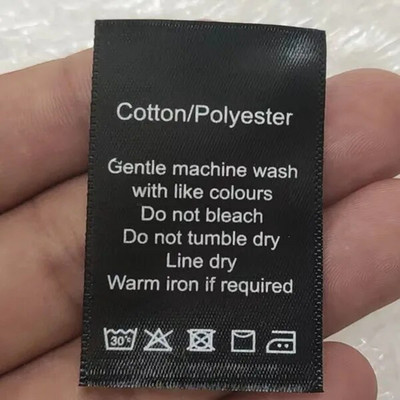 Cotton/Polyester
Gentle machine wash
with like colours
Do not bleach
Do not tumble dry
Line dry
Warm iron if required
30°c